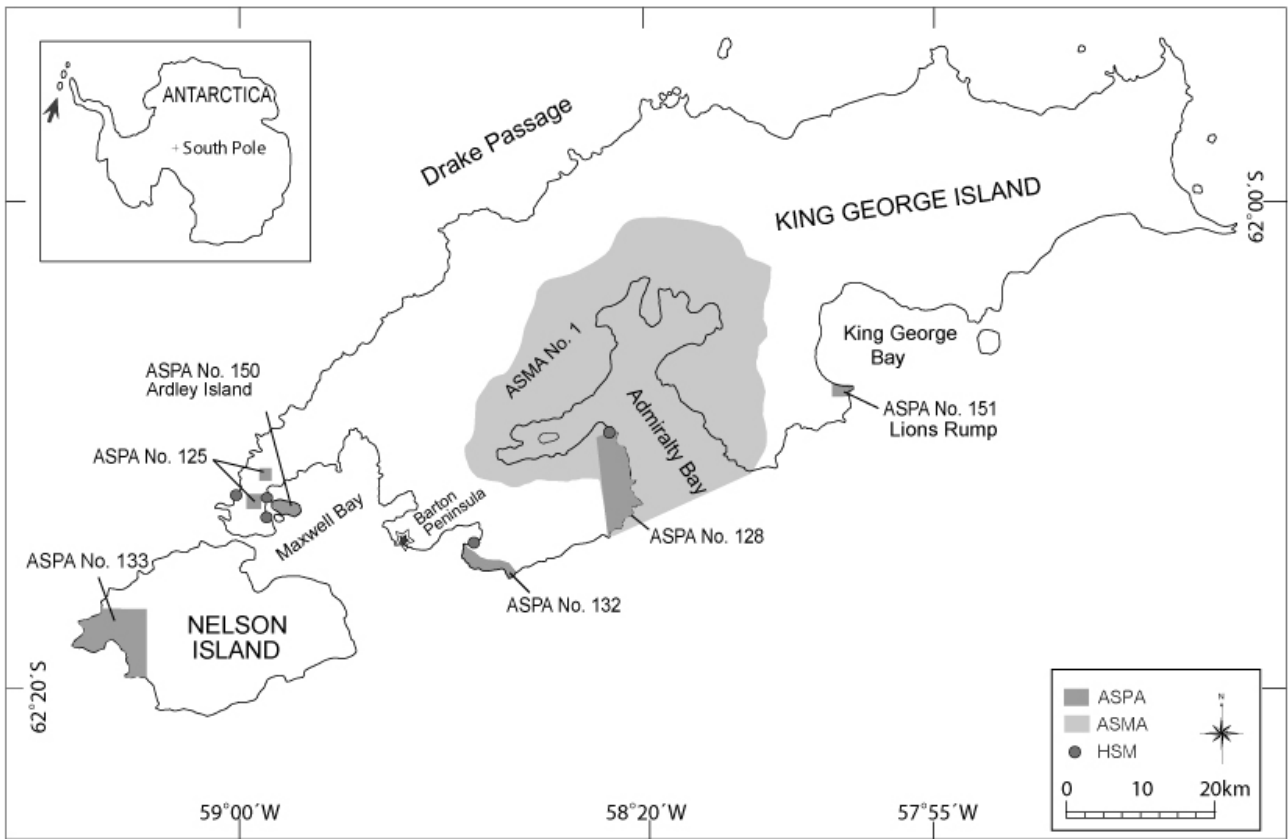 ANTARCTICA
South Pole
Drake Passage
KING GEORGE ISLAND
62°00´S
ASMA No. 1
King George
Bay
ASPA No. 150
Ardley Island
Admiralty Bay
ASPA No. 151
Lions Rump
ASPA No. 125
Maxwell Bay
Barton
Peninsula
ASPA No. 128
ASPA No. 133
ASPA No. 132
NELSON
ISLAND
62°20´S
ASPA
ASMA
HSM
N
0 10 20km
59°00´W
58°20´W
57°55´W